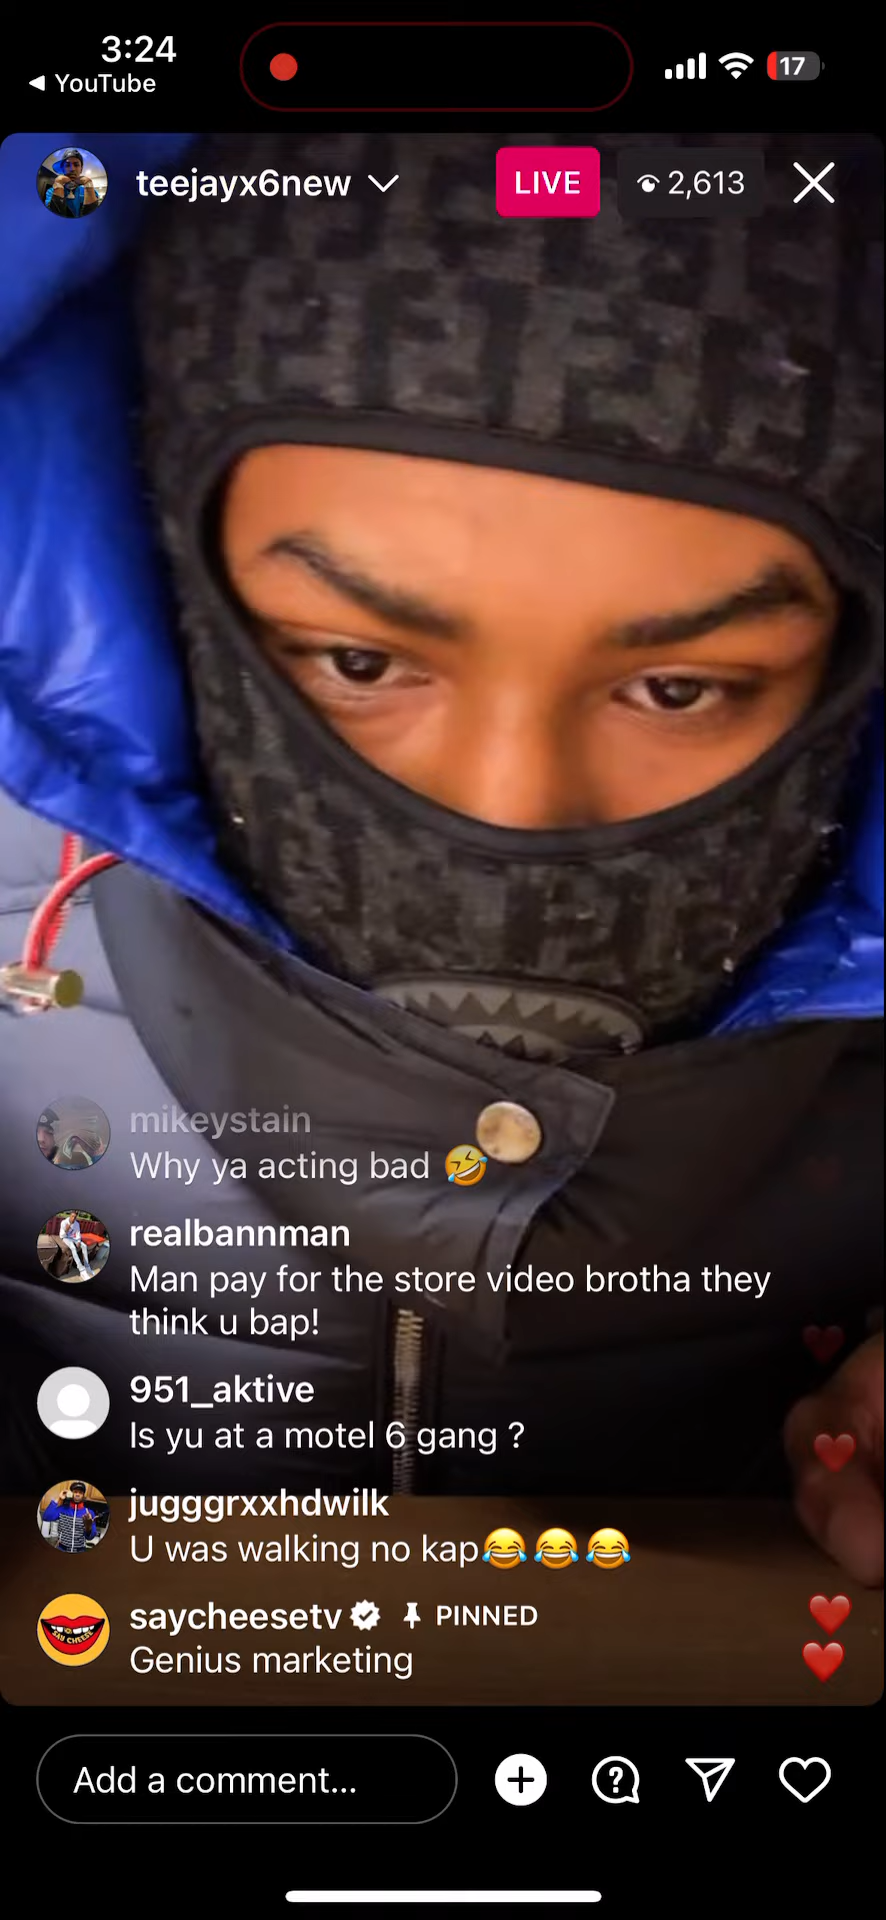 3:24
17
◀ YouTube
teejayx6new
LIVE
2,613
mikeystain
Why ya acting bad 🤣
realbannman
Man pay for the store video brotha they
think u bap!
951_aktive
Is yu at a motel 6 gang ?
jugggrxxhdwilk
U was walking no kap😂😂😂
saycheesetv PINNED
SAY CHEESE
Genius marketing
Add a comment...